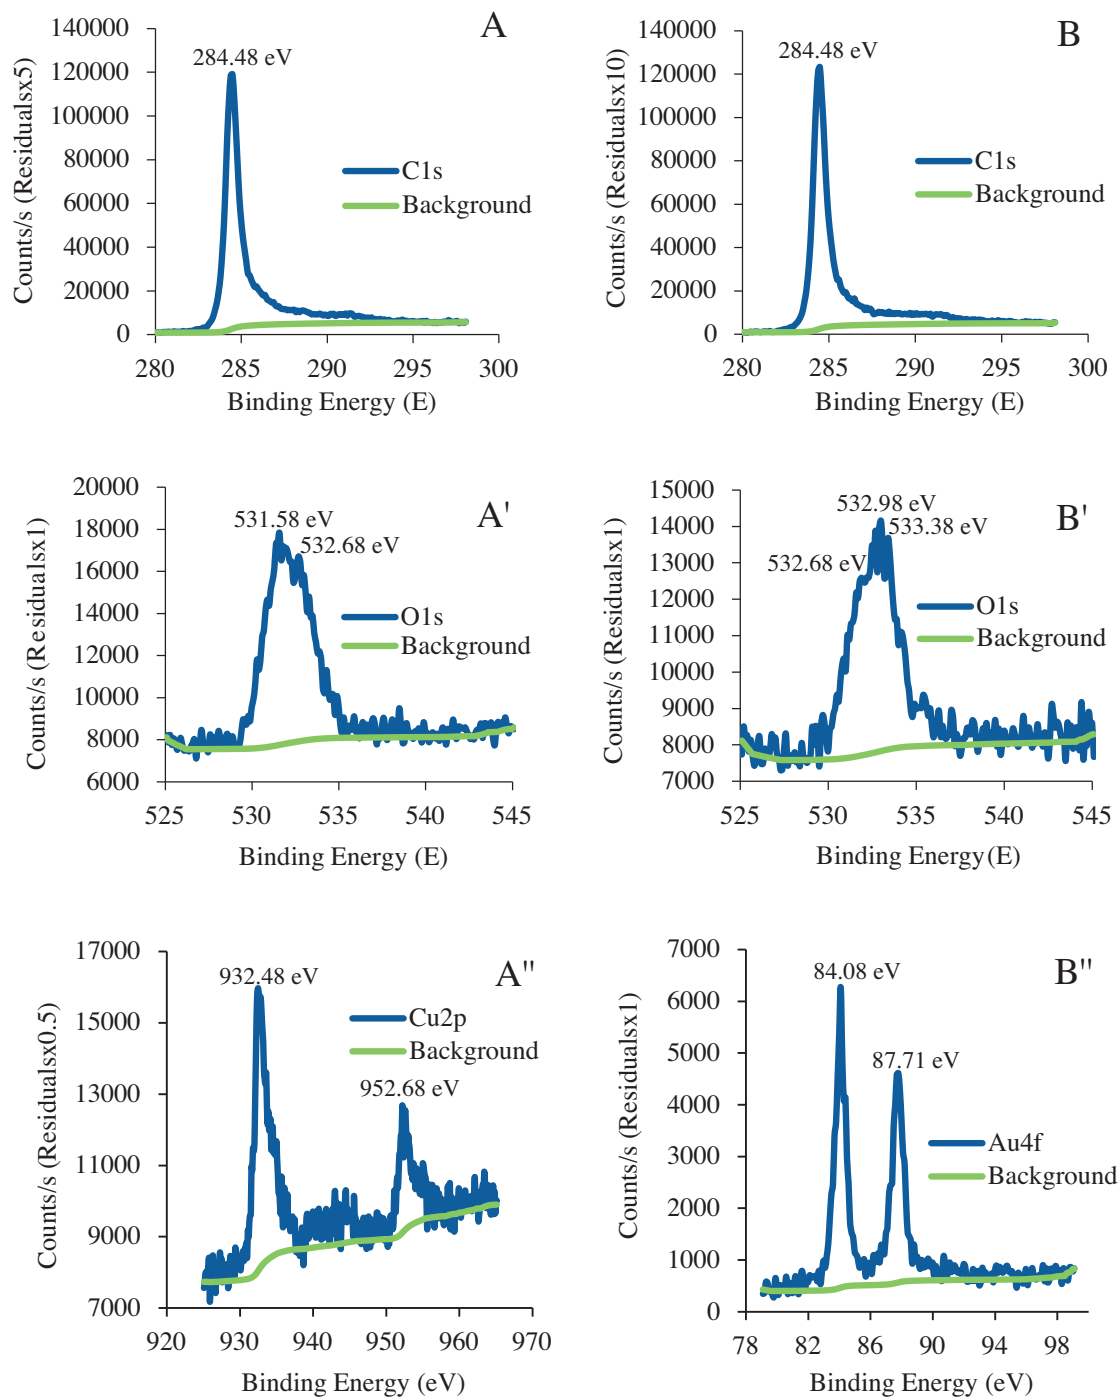 A
140000
120000
100000
80000
60000
40000
20000
0
284.48 eV
C1s
Background
280 285 290 295 300
Counts/s (Residualsx5)
Binding Energy (E)
B
140000
120000
100000
80000
60000
40000
20000
0
284.48 eV
C1s
Background
280 285 290 295 300
Counts/s (Residualsx10)
Binding Energy (E)
A'
20000
18000
16000
14000
12000
10000
8000
6000
531.58 eV
532.68 eV
O1s
Background
525 530 535 540 545
Counts/s (Residualsx1)
Binding Energy (E)
B'
15000
14000
13000
12000
11000
10000
9000
8000
7000
532.98 eV
533.38 eV
532.68 eV
O1s
Background
525 530 535 540 545
Counts/s (Residualsx1)
Binding Energy (E)
A"
17000
15000
13000
11000
9000
7000
932.48 eV
952.68 eV
Cu2p
Background
920 930 940 950 960 970
Counts/s (Residualsx0.5)
Binding Energy (eV)
B"
7000
6000
5000
4000
3000
2000
1000
0
84.08 eV
87.71 eV
Au4f
Background
78 82 86 90 94 98
Counts/s (Residualsx1)
Binding Energy (eV)